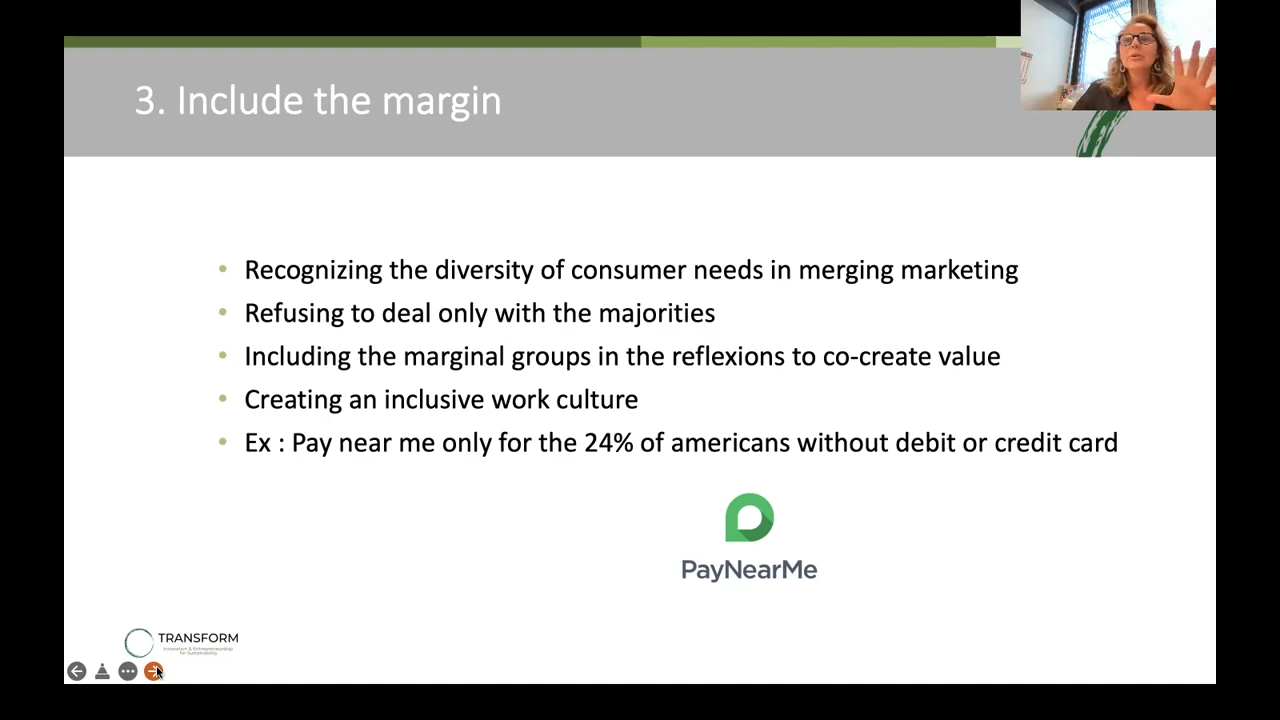 3. Include the margin
Recognizing the diversity of consumer needs in merging marketing
Refusing to deal only with the majorities
Including the marginal groups in the reflexions to co-create value
Creating an inclusive work culture
Ex : Pay near me only for the 24% of americans without debit or credit card
PayNearMe
TRANSFORM
Innovation & Entrepreneurship
for Sustainability